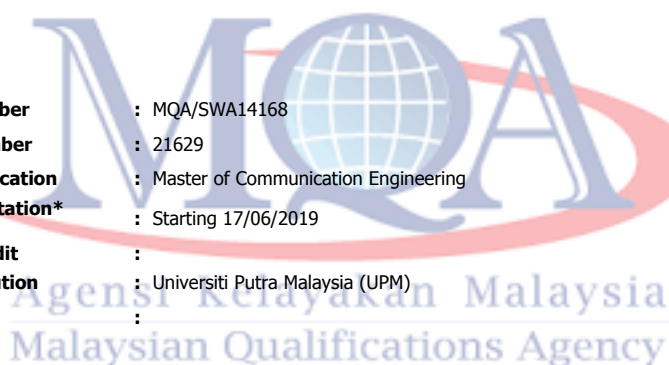 MQA
ber : MQA/SWA14168
ber : 21629
cation : Master of Communication Engineering
tation* : Starting 17/06/2019
dit :
tion : Universiti Putra Malaysia (UPM)
:
Agensi Kelayakan Malaysia
Malaysian Qualifications Agency